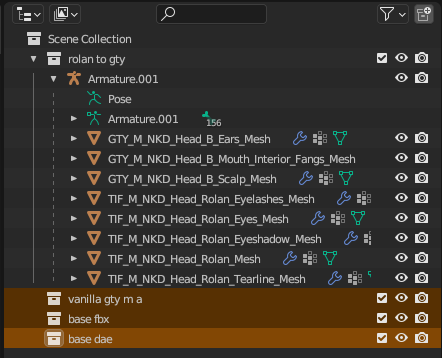 Scene Collection
rolan to gty
Armature.001
Pose
Armature.001 156
GTY_M_NKD_Head_B_Ears_Mesh
GTY_M_NKD_Head_B_Mouth_Interior_Fangs_Mesh
GTY_M_NKD_Head_B_Scalp_Mesh
TIF_M_NKD_Head_Rolan_Eyelashes_Mesh
TIF_M_NKD_Head_Rolan_Eyes_Mesh
TIF_M_NKD_Head_Rolan_Eyeshadow_Mesh
TIF_M_NKD_Head_Rolan_Mesh
TIF_M_NKD_Head_Rolan_Tearline_Mesh
vanilla gty m a
base fbx
base dae